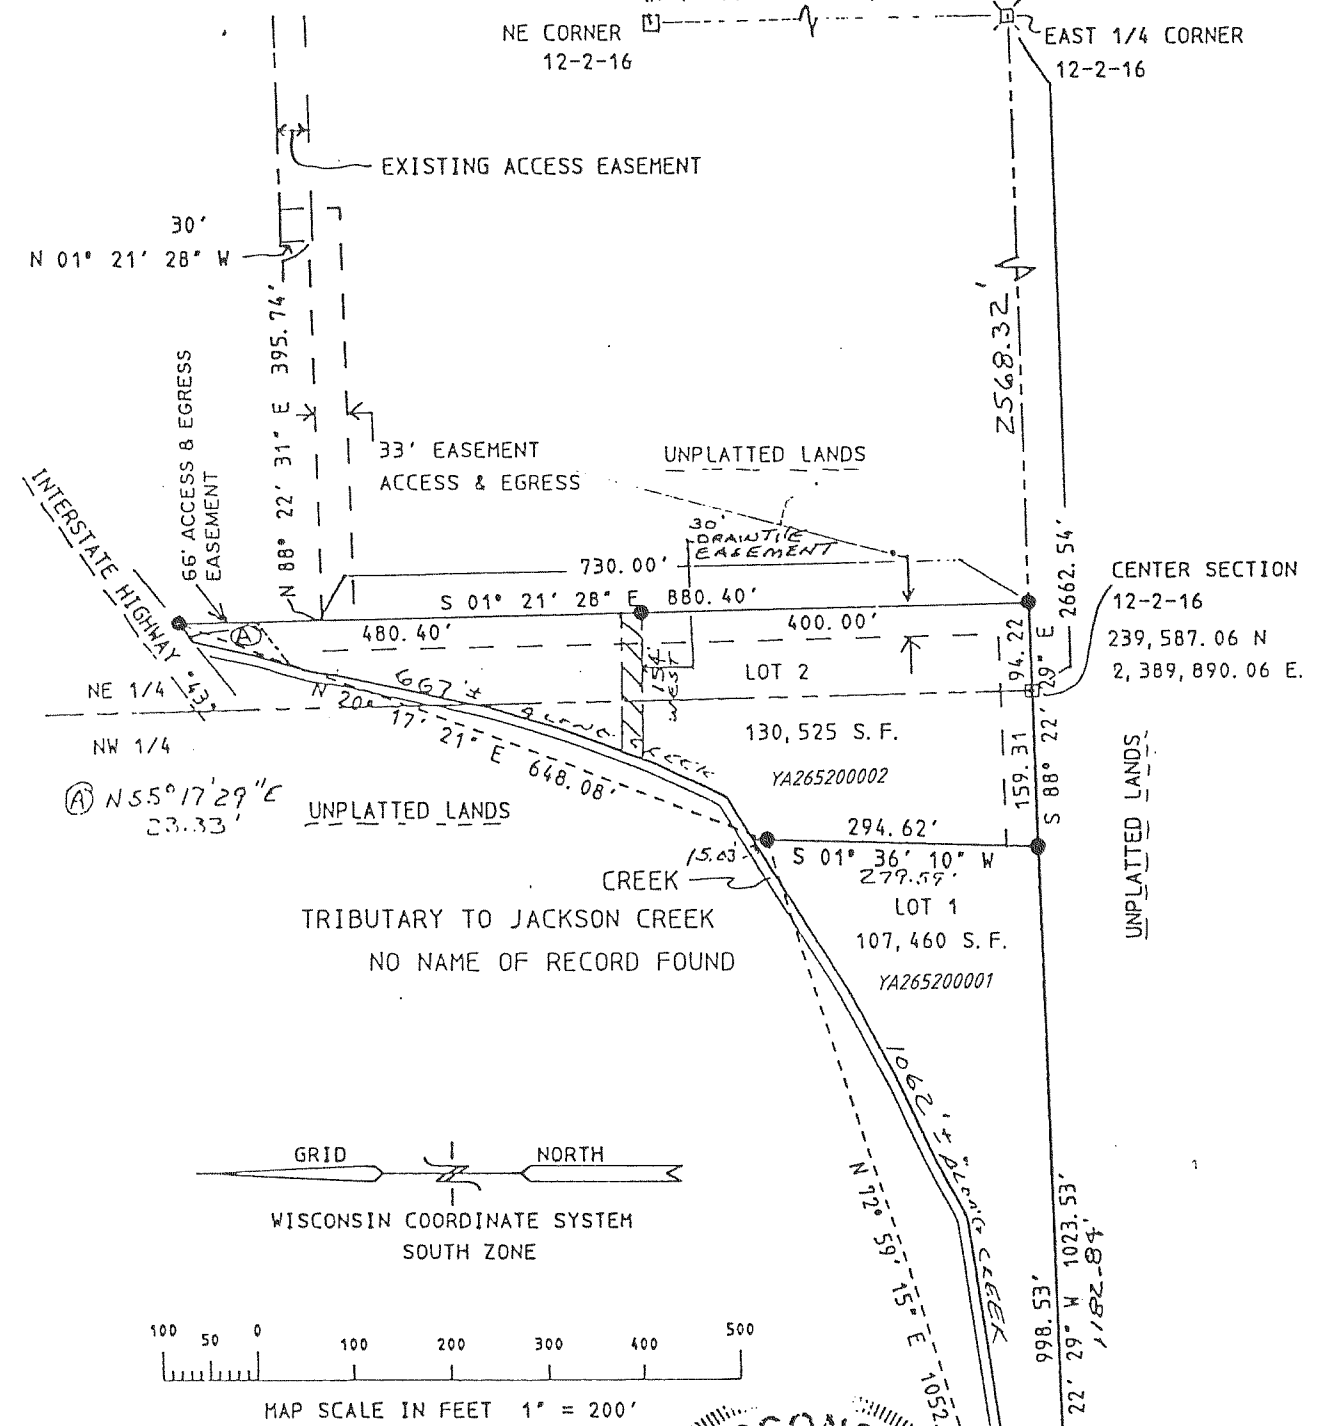 NE CORNER
12-2-16
EAST 1/4 CORNER
12-2-16
EXISTING ACCESS EASEMENT
30'
N 01° 21' 28" W
N 88° 22' 31" E 395.74'
66' ACCESS & EGRESS
EASEMENT
INTERSTATE HIGHWAY "43"
33' EASEMENT
ACCESS & EGRESS
UNPLATTED LANDS
30'
DRAINTILE
EASEMENT
2568.32'
2662.54'
CENTER SECTION
12-2-16
239,587.06 N
2,389,890.06 E.
730.00'
S 01° 21' 28" E 880.40'
480.40'
400.00'
A
94.22
159.31
S 88° 22' 29" E
LOT 2
130,525 S.F.
YA265200002
NE 1/4
NW 1/4
667'±
ALONG CREEK
N 20° 17' 21" E 648.08'
A N55°17'29"E
23.33'
UNPLATTED LANDS
UNPLATTED LANDS
294.62'
S 01° 36' 10" W
279.59'
15.03'
CREEK
LOT 1
107,460 S.F.
YA265200001
TRIBUTARY TO JACKSON CREEK
NO NAME OF RECORD FOUND
1062'± ALONG CREEK
N 72° 59' 15" E 1052
998.53'
22' 29" W 1023.53'
1182.84'
GRID NORTH
WISCONSIN COORDINATE SYSTEM
SOUTH ZONE
100 50 0 100 200 300 400 500
MAP SCALE IN FEET 1" = 200'